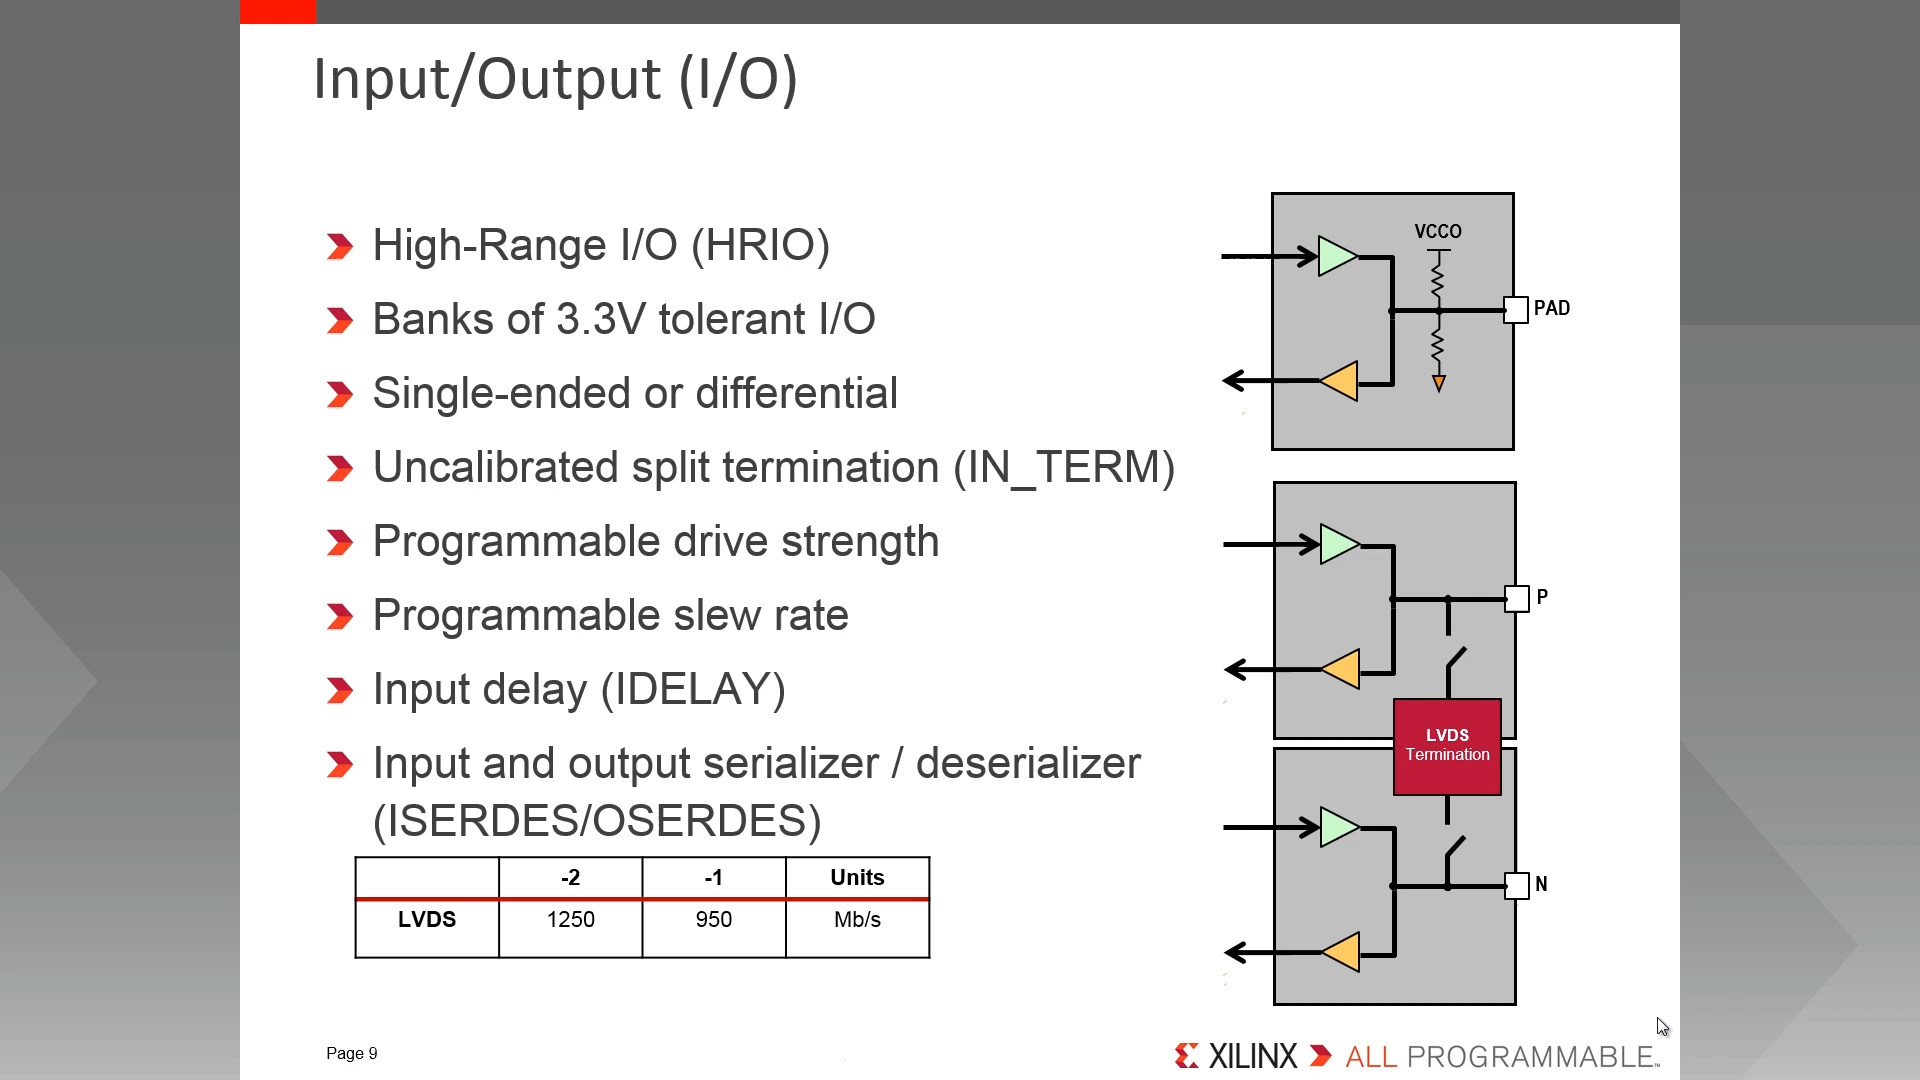 Input/Output (I/O)
High-Range I/O (HRIO)
Banks of 3.3V tolerant I/O
Single-ended or differential
Uncalibrated split termination (IN_TERM)
Programmable drive strength
Programmable slew rate
Input delay (IDELAY)
Input and output serializer / deserializer
(ISERDES/OSERDES)
-2 -1 Units
LVDS 1250 950 Mb/s
VCCO
PAD
P
LVDS
Termination
N
Page 9
XILINX ALL PROGRAMMABLE™